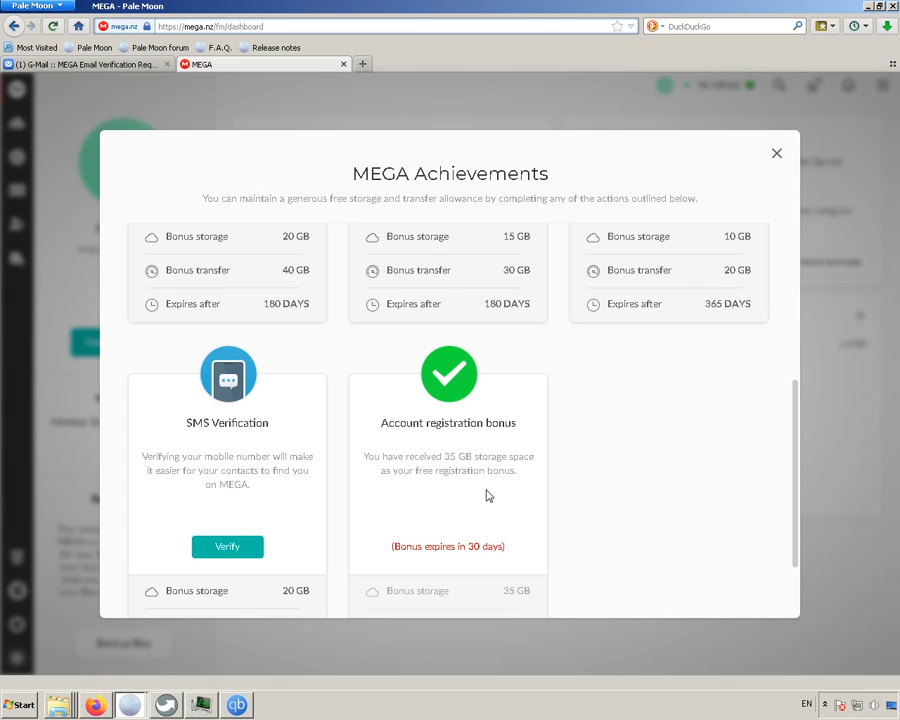 Pale Moon
MEGA - Pale Moon
mega.nz
https://mega.nz/fm/dashboard
DuckDuckGo
Most Visited
Pale Moon
Pale Moon forum
F.A.Q.
Release notes
(1) G-Mail :: MEGA Email Verification Req...
MEGA
MEGA Achievements
You can maintain a generous free storage and transfer allowance by completing any of the actions outlined below.
Bonus storage 20 GB
Bonus transfer 40 GB
Expires after 180 DAYS
Bonus storage 15 GB
Bonus transfer 30 GB
Expires after 180 DAYS
Bonus storage 10 GB
Bonus transfer 20 GB
Expires after 365 DAYS
SMS Verification
Verifying your mobile number will make
it easier for your contacts to find you
on MEGA.
Verify
Bonus storage 20 GB
Account registration bonus
You have received 35 GB storage space
as your free registration bonus.
(Bonus expires in 30 days)
Bonus storage 35 GB
Start
qb
EN